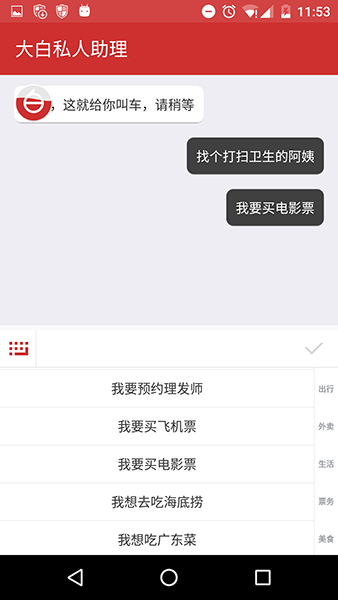 11:53
大白私人助理
，这就给你叫车，请稍等
找个打扫卫生的阿姨
我要买电影票
我要预约理发师
出行
我要买飞机票
外卖
我要买电影票
生活
我想去吃海底捞
票务
我想吃广东菜
美食